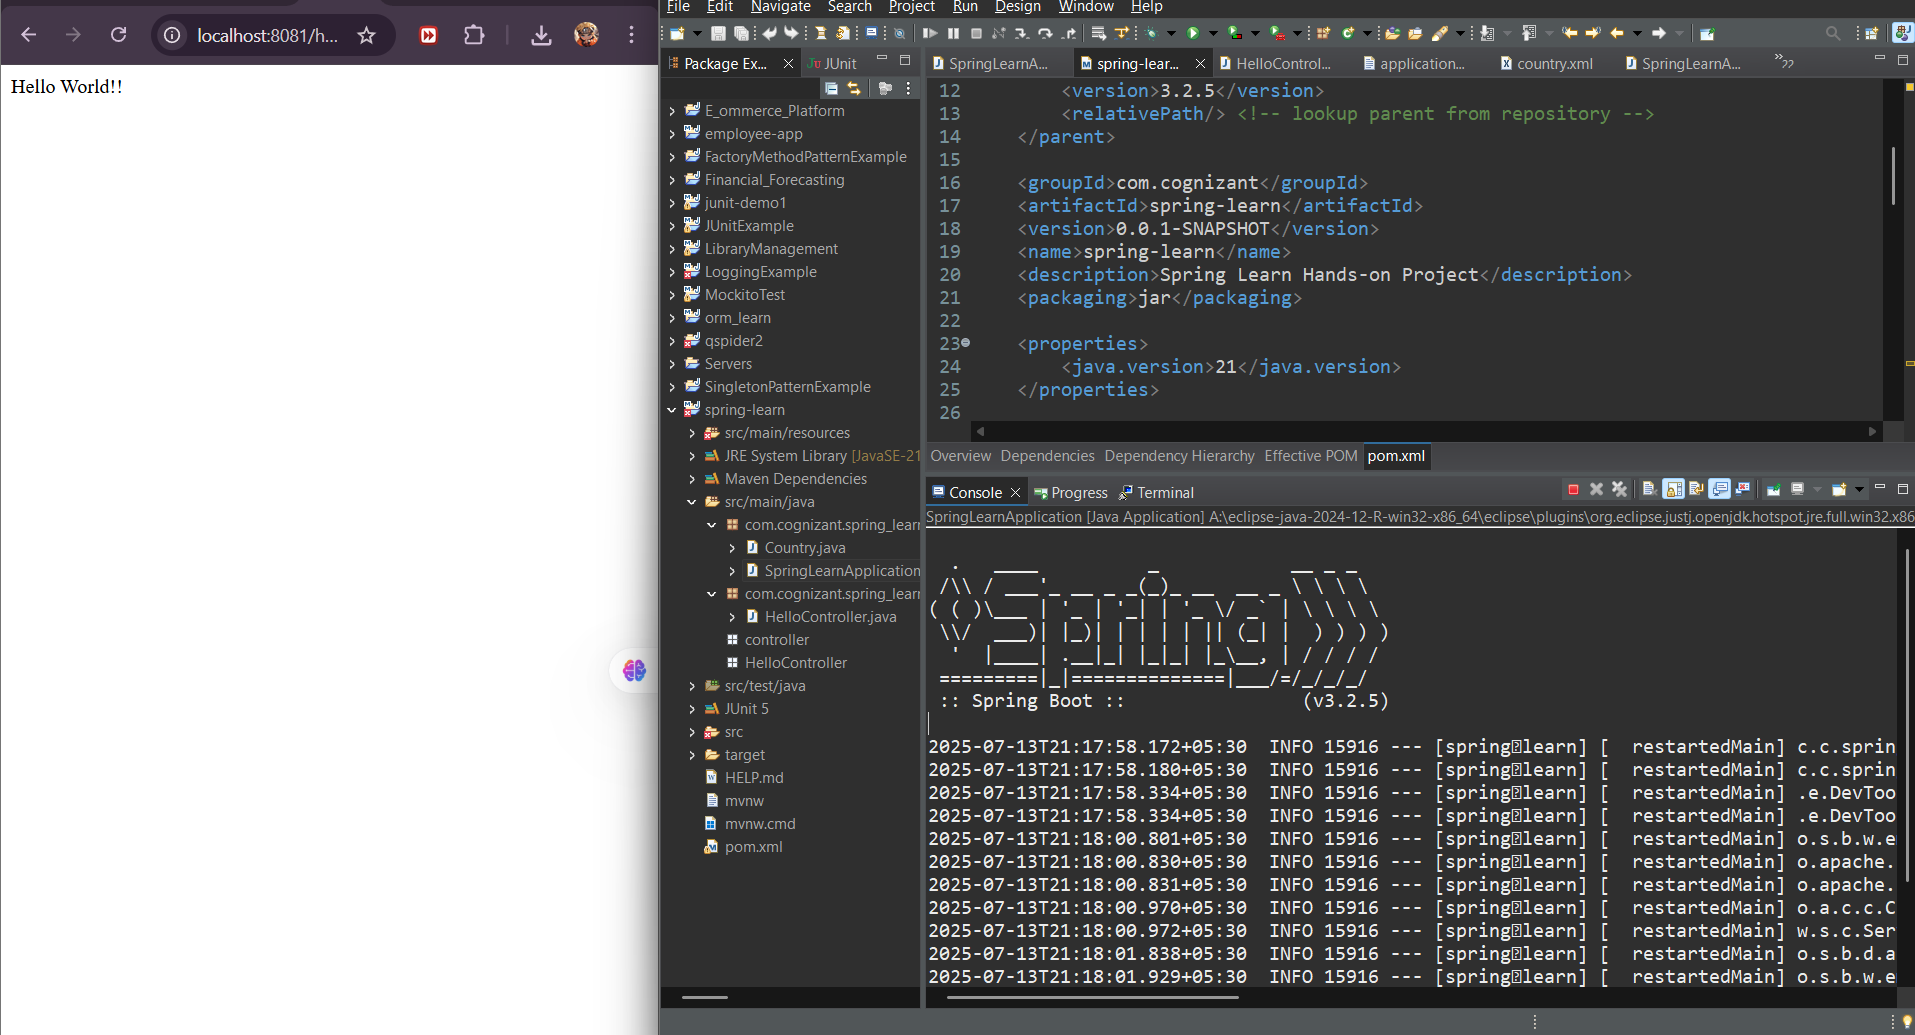 localhost:8081/h...
Hello World!!
File Edit Navigate Search Project Run Design Window Help
Package Ex...
JUnit
E_ommerce_Platform
employee-app
FactoryMethodPatternExample
Financial_Forecasting
junit-demo1
JUnitExample
LibraryManagement
LoggingExample
MockitoTest
orm_learn
qspider2
Servers
SingletonPatternExample
spring-learn
src/main/resources
JRE System Library [JavaSE-21
Maven Dependencies
src/main/java
com.cognizant.spring_lear
Country.java
SpringLearnApplication
com.cognizant.spring_lear
HelloController.java
controller
HelloController
src/test/java
JUnit 5
src
target
HELP.md
mvnw
mvnw.cmd
pom.xml
SpringLearnA...
spring-lear...
HelloControl...
application...
country.xml
SpringLearnA...
»22
12 <version>3.2.5</version>
13 <relativePath/> <!-- lookup parent from repository -->
14 </parent>
15
16 <groupId>com.cognizant</groupId>
17 <artifactId>spring-learn</artifactId>
18 <version>0.0.1-SNAPSHOT</version>
19 <name>spring-learn</name>
20 <description>Spring Learn Hands-on Project</description>
21 <packaging>jar</packaging>
22
23 <properties>
24 <java.version>21</java.version>
25 </properties>
26
Overview Dependencies Dependency Hierarchy Effective POM pom.xml
Console Progress Terminal
SpringLearnApplication [Java Application] A:\eclipse-java-2024-12-R-win32-x86_64\eclipse\plugins\org.eclipse.justj.openjdk.hotspot.jre.full.win32.x86
Spring
:: Spring Boot :: (v3.2.5)
2025-07-13T21:17:58.172+05:30 INFO 15916 --- [spring learn] [ restartedMain] c.c.sprin
2025-07-13T21:17:58.180+05:30 INFO 15916 --- [spring learn] [ restartedMain] c.c.sprin
2025-07-13T21:17:58.334+05:30 INFO 15916 --- [spring learn] [ restartedMain] .e.DevToo
2025-07-13T21:17:58.334+05:30 INFO 15916 --- [spring learn] [ restartedMain] .e.DevToo
2025-07-13T21:18:00.801+05:30 INFO 15916 --- [spring learn] [ restartedMain] o.s.b.w.e
2025-07-13T21:18:00.830+05:30 INFO 15916 --- [spring learn] [ restartedMain] o.apache.
2025-07-13T21:18:00.831+05:30 INFO 15916 --- [spring learn] [ restartedMain] o.apache.
2025-07-13T21:18:00.970+05:30 INFO 15916 --- [spring learn] [ restartedMain] o.a.c.c.C
2025-07-13T21:18:00.972+05:30 INFO 15916 --- [spring learn] [ restartedMain] w.s.c.Ser
2025-07-13T21:18:01.838+05:30 INFO 15916 --- [spring learn] [ restartedMain] o.s.b.d.a
2025-07-13T21:18:01.929+05:30 INFO 15916 --- [spring learn] [ restartedMain] o.s.b.w.e